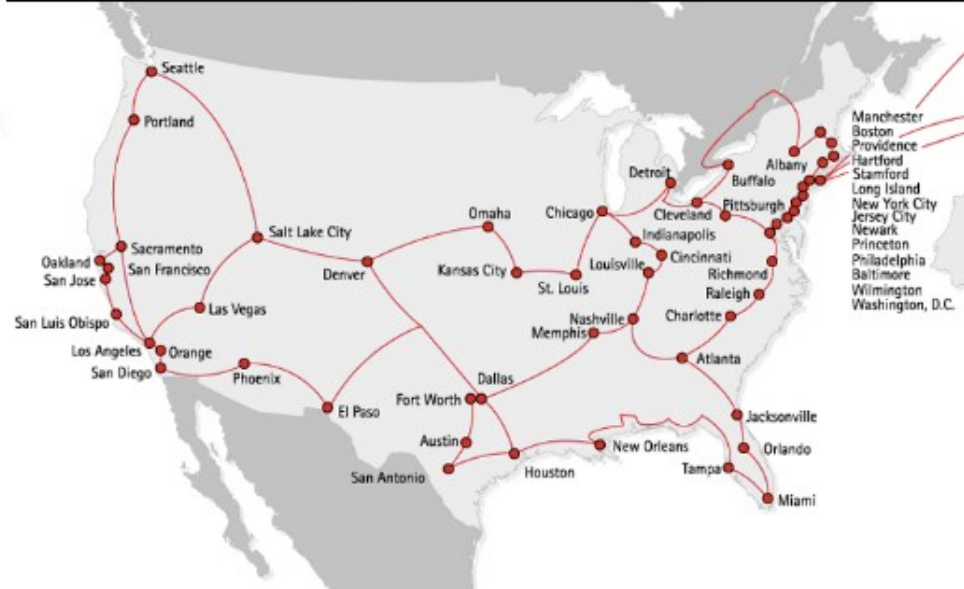 Seattle
Portland
Sacramento
Oakland
San Francisco
San Jose
San Luis Obispo
Los Angeles
Orange
San Diego
Las Vegas
Salt Lake City
Phoenix
El Paso
Denver
Omaha
Kansas City
St. Louis
Chicago
Detroit
Indianapolis
Cincinnati
Louisville
Nashville
Memphis
Dallas
Fort Worth
Austin
San Antonio
Houston
New Orleans
Cleveland
Pittsburgh
Buffalo
Albany
Richmond
Raleigh
Charlotte
Atlanta
Jacksonville
Orlando
Tampa
Miami
Manchester
Boston
Providence
Hartford
Stamford
Long Island
New York City
Jersey City
Newark
Princeton
Philadelphia
Baltimore
Wilmington
Washington, D.C.